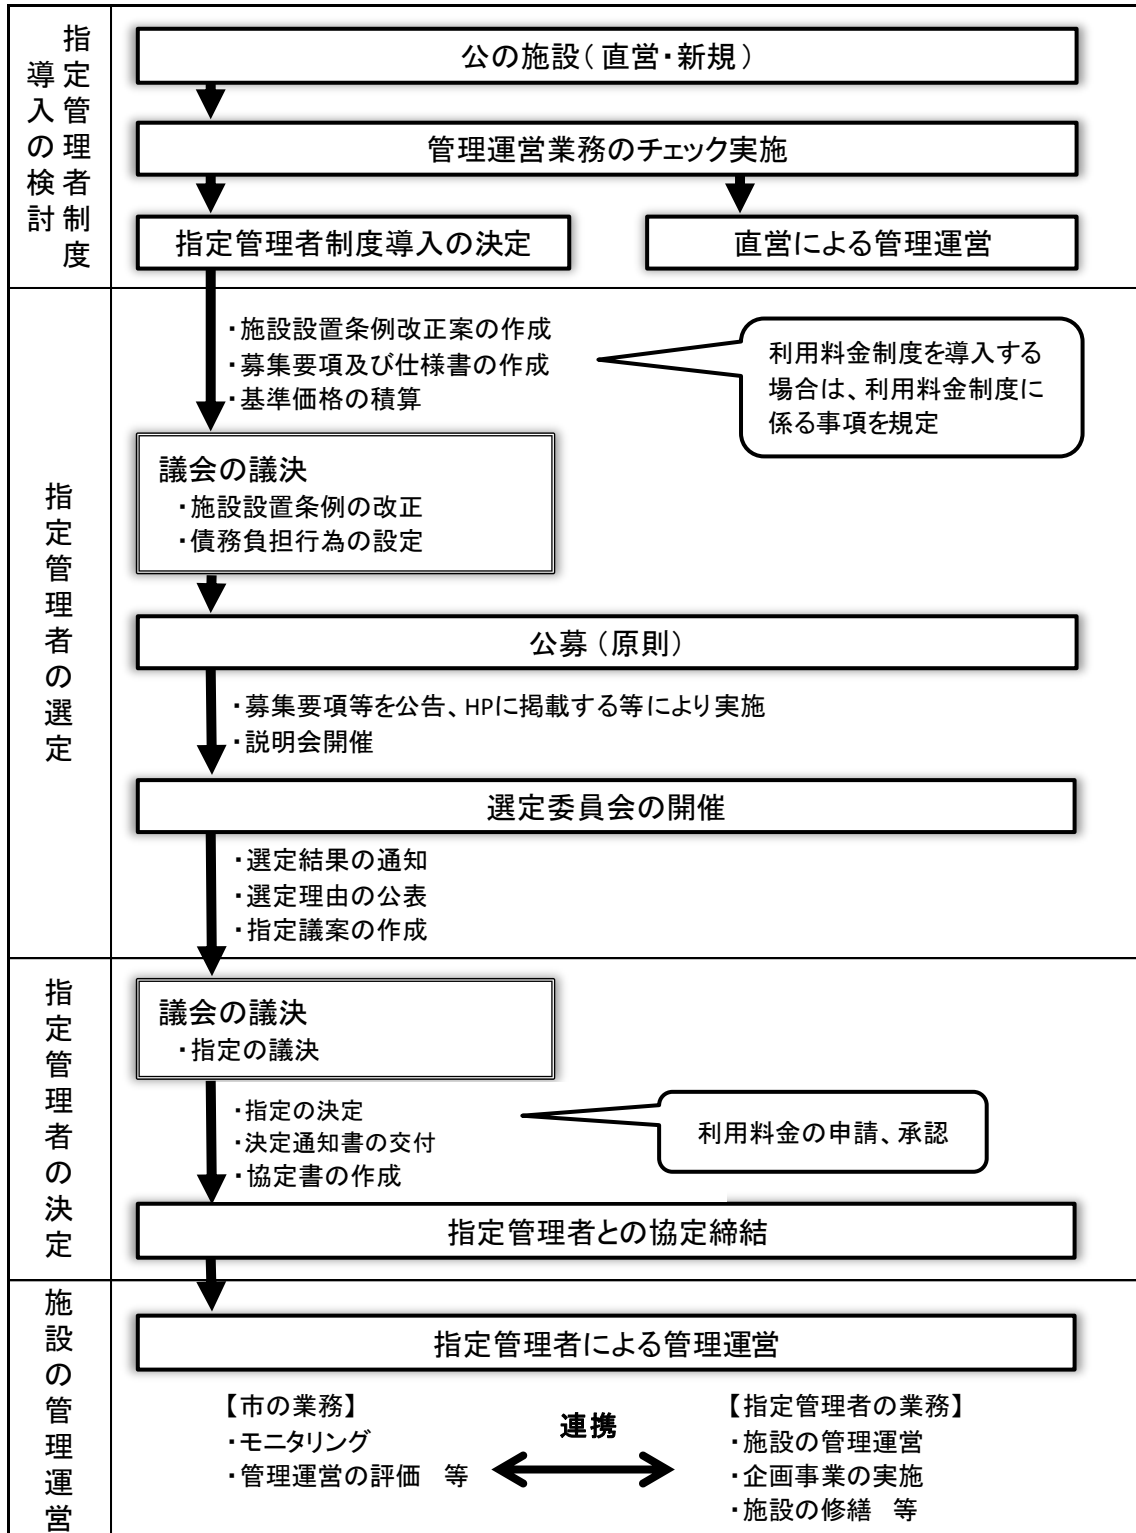 指定管理者制度
導入の検討
公の施設（直営・新規）
管理運営業務のチェック実施
指定管理者制度導入の決定
直営による管理運営
指定管理者の選定
・施設設置条例改正案の作成
・募集要項及び仕様書の作成
・基準価格の積算
利用料金制度を導入する
場合は、利用料金制度に
係る事項を規定
議会の議決
・施設設置条例の改正
・債務負担行為の設定
公募（原則）
・募集要項等を公告、HPに掲載する等により実施
・説明会開催
選定委員会の開催
・選定結果の通知
・選定理由の公表
・指定議案の作成
指定管理者の決定
議会の議決
・指定の議決
・指定の決定
・決定通知書の交付
・協定書の作成
利用料金の申請、承認
指定管理者との協定締結
施設の管理運営
指定管理者による管理運営
【市の業務】
・モニタリング
・管理運営の評価　等
連携
【指定管理者の業務】
・施設の管理運営
・企画事業の実施
・施設の修繕　等